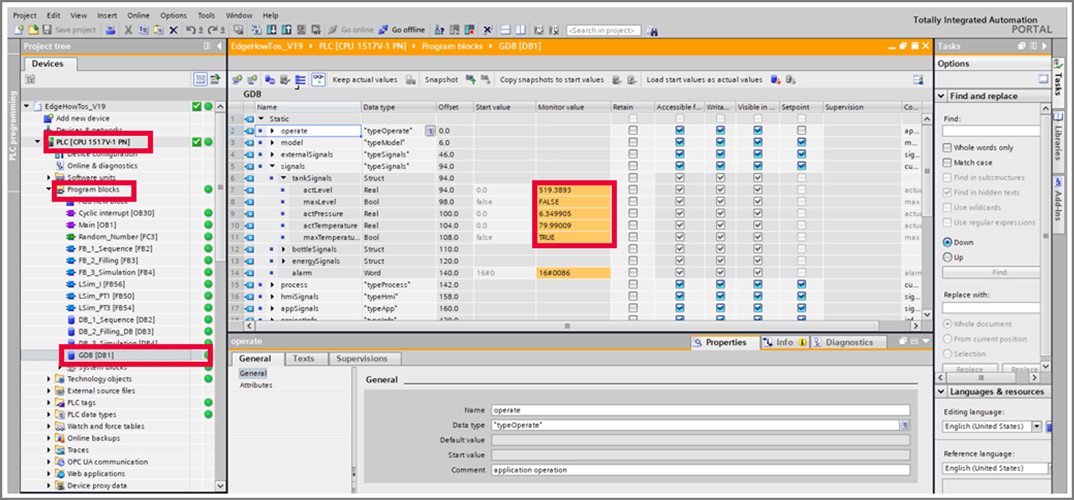 Project Edit View Insert Online Options Tools Window Help
Totally Integrated Automation
PORTAL
Save project
Go online Go offline
<Search in project>
PLC programming
Project tree
Devices
EdgeHowTos_V19
Add new device
Devices & networks
PLC [CPU 1517V-1 PN]
Device configuration
Online & diagnostics
Software units
Program blocks
Add new block
Cyclic interrupt [OB30]
Main [OB1]
Random_Number [FC3]
FB_1_Sequence [FB2]
FB_2_Filling [FB3]
FB_3_Simulation [FB4]
LSim_I [FB56]
LSim_PT1 [FB50]
LSim_PT3 [FB54]
DB_1_Sequence [DB2]
DB_2_Filling_DB [DB3]
DB_3_Simulation [DB4]
GDB [DB1]
System blocks
Technology objects
External source files
PLC tags
PLC data types
Watch and force tables
Online backups
Traces
OPC UA communication
Web applications
Device proxy data
EdgeHowTos_V19 PLC [CPU 1517V-1 PN] Program blocks GDB [DB1]
Keep actual values Snapshot Copy snapshots to start values Load start values as actual values
GDB
Name Data type Offset Start value Monitor value Retain Accessible f... Writa... Visible in ... Setpoint Supervision Co...
1 Static
2 operate "typeOperate" 0.0 ap...
3 model "typeModel" 6.0 cu...
4 externalSignals "typeSignals" 46.0 sig...
5 signals "typeSignals" 94.0 cu...
6 tankSignals Struct 94.0
7 actLevel Real 94.0 0.0 519.3893 actu
8 maxLevel Bool 98.0 false FALSE max
9 actPressure Real 100.0 0.0 6.349905 actu
10 actTemperature Real 104.0 0.0 79.99009 actu
11 maxTemperatu... Bool 108.0 false TRUE max
12 bottleSignals Struct 110.0
13 energySignals Struct 120.0
14 alarm Word 140.0 16#0 16#0086 alarm
15 process "typeProcess" 142.0 cu...
16 hmiSignals "typeHmi" 158.0 sig...
17 appSignals "typeApp" 160.0 sig...
operate
Properties Info Diagnostics
General Texts Supervisions
General
Attributes
General
Name operate
Data type "typeOperate"
Default value
Start value
Comment application operation
Tasks
Options
Find and replace
Find:
Whole words only
Match case
Find in substructures
Find in hidden texts
Use wildcards
Use regular expressions
Down
Up
Find
Replace with:
Whole document
From current position
Selection
Replace Replace
Languages & resources
Editing language:
English (United States)
Reference language:
English (United States)
Tasks
Libraries
Add-Ins